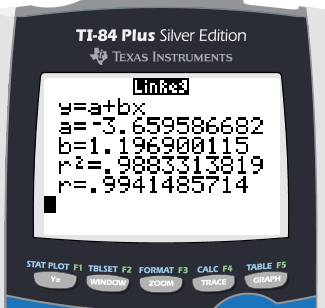 TI-84 Plus Silver Edition
TEXAS INSTRUMENTS
LinReg
y=a+bx
a=-3.659586682
b=1.196900115
r²=.9883313819
r=.9941485714
STAT PLOT F1 TBLSET F2 FORMAT F3 CALC F4 TABLE F5
Y= WINDOW ZOOM TRACE GRAPH